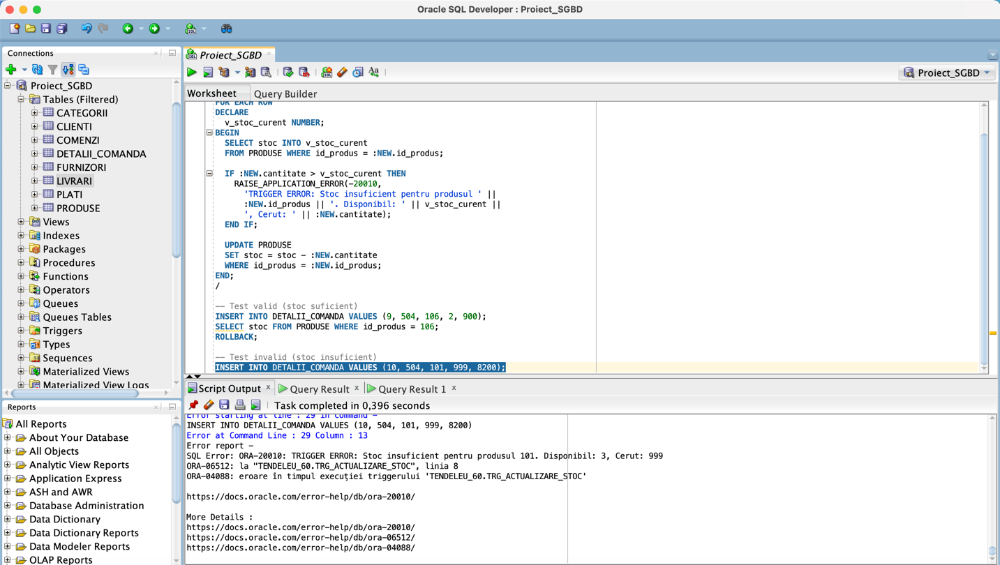 Oracle SQL Developer : Proiect_SGBD
Connections
Proiect_SGBD
Tables (Filtered)
CATEGORII
CLIENTI
COMENZI
DETALII_COMANDA
FURNIZORI
LIVRARI
PLATI
PRODUSE
Views
Indexes
Packages
Procedures
Functions
Operators
Queues
Queues Tables
Triggers
Types
Sequences
Materialized Views
Materialized View Logs
Reports
All Reports
About Your Database
All Objects
Analytic View Reports
Application Express
ASH and AWR
Database Administration
Data Dictionary
Data Dictionary Reports
Data Modeler Reports
OLAP Reports
Proiect_SGBD
Proiect_SGBD
Worksheet Query Builder
FOR EACH ROW
DECLARE
v_stoc_curent NUMBER;
BEGIN
SELECT stoc INTO v_stoc_curent
FROM PRODUSE WHERE id_produs = :NEW.id_produs;
IF :NEW.cantitate > v_stoc_curent THEN
RAISE_APPLICATION_ERROR(-20010,
'TRIGGER ERROR: Stoc insuficient pentru produsul ' ||
:NEW.id_produs || '. Disponibil: ' || v_stoc_curent ||
', Cerut: ' || :NEW.cantitate);
END IF;
UPDATE PRODUSE
SET stoc = stoc - :NEW.cantitate
WHERE id_produs = :NEW.id_produs;
END;
/
-- Test valid (stoc suficient)
INSERT INTO DETALII_COMANDA VALUES (9, 504, 106, 2, 900);
SELECT stoc FROM PRODUSE WHERE id_produs = 106;
ROLLBACK;
-- Test invalid (stoc insuficient)
INSERT INTO DETALII_COMANDA VALUES (10, 504, 101, 999, 8200);
Script Output Query Result Query Result 1
Task completed in 0,396 seconds
Error starting at line : 29 in command -
INSERT INTO DETALII_COMANDA VALUES (10, 504, 101, 999, 8200)
Error at Command Line : 29 Column : 13
Error report -
SQL Error: ORA-20010: TRIGGER ERROR: Stoc insuficient pentru produsul 101. Disponibil: 3, Cerut: 999
ORA-06512: la "TENDELEU_60.TRG_ACTUALIZARE_STOC", linia 8
ORA-04088: eroare în timpul execuţiei triggerului 'TENDELEU_60.TRG_ACTUALIZARE_STOC'
https://docs.oracle.com/error-help/db/ora-20010/
More Details :
https://docs.oracle.com/error-help/db/ora-20010/
https://docs.oracle.com/error-help/db/ora-06512/
https://docs.oracle.com/error-help/db/ora-04088/